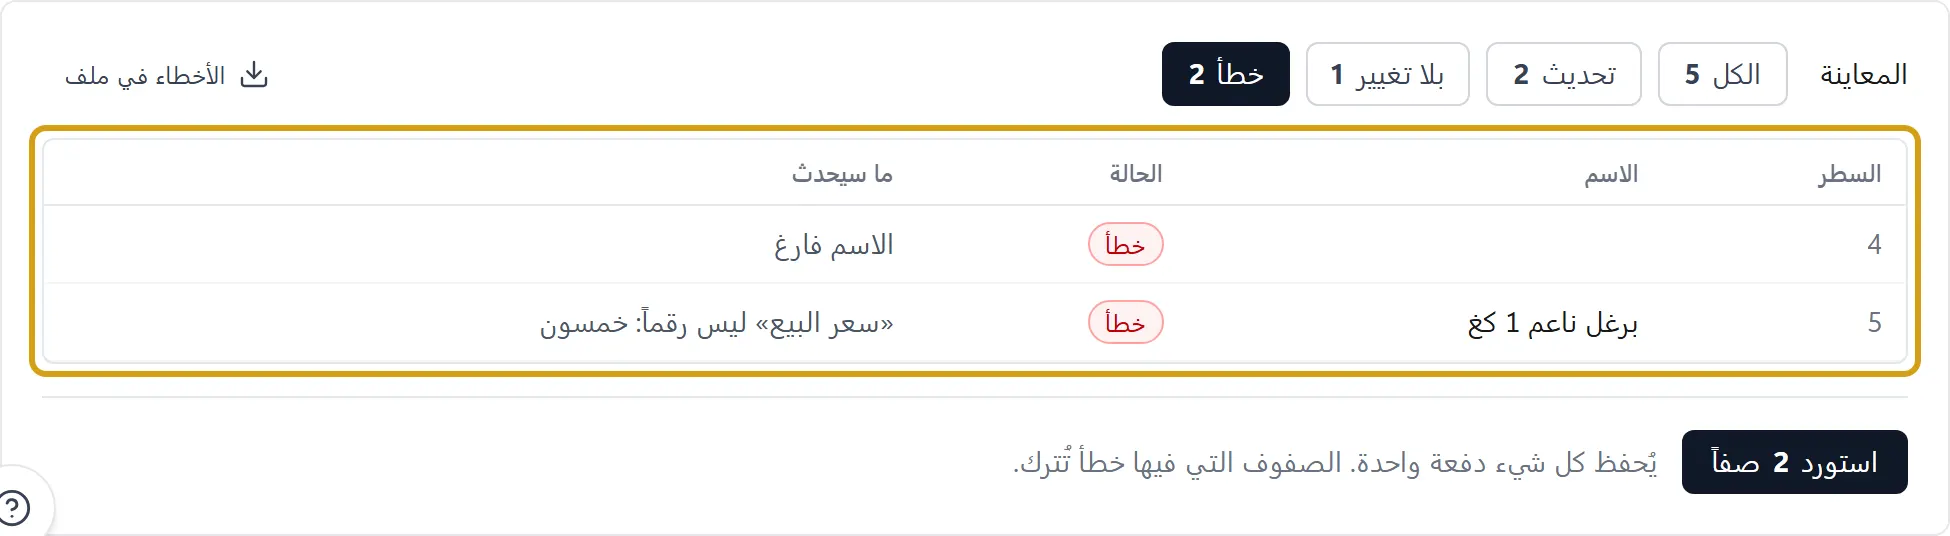 المعاينة
الكل 5
تحديث 2
بلا تغيير 1
خطأ 2
الأخطاء في ملف
السطر الاسم الحالة ما سيحدث
4 خطأ الاسم فارغ
5 برغل ناعم 1 كغ خطأ «سعر البيع» ليس رقماً: خمسون
استورد 2 صفاً
يُحفظ كل شيء دفعة واحدة. الصفوف التي فيها خطأ تُترك.
?